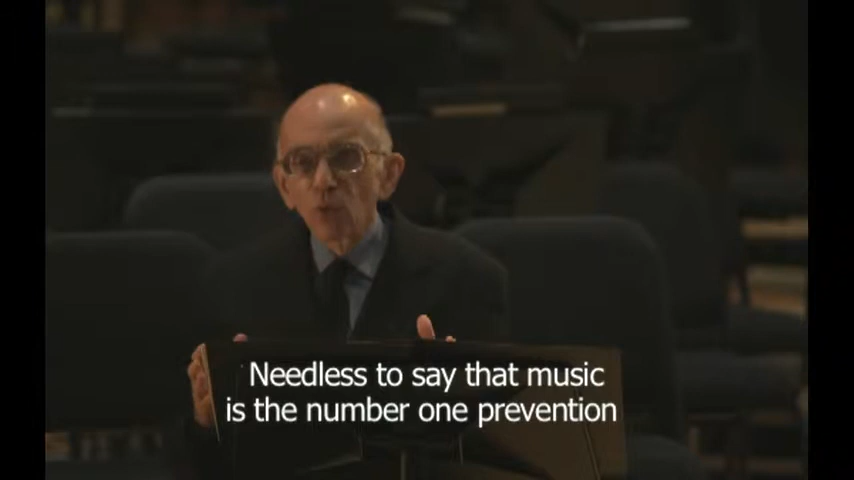 Needless to say that music
is the number one prevention